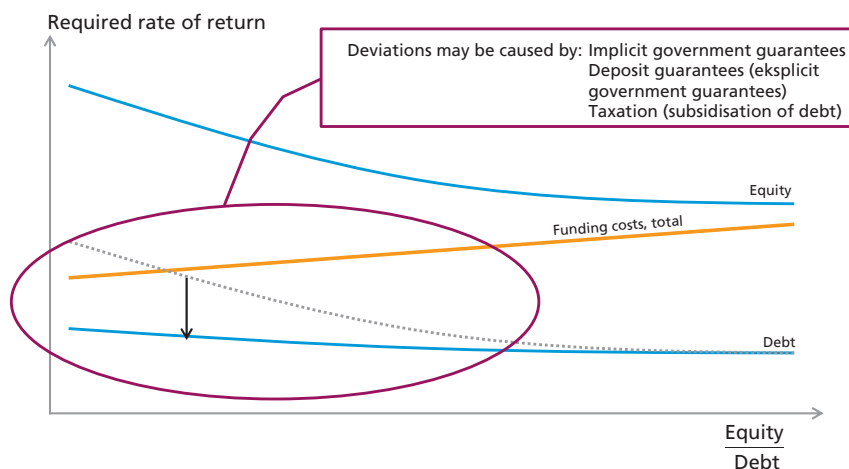 Required rate of return
Deviations may be caused by: Implicit government guarantees
Deposit guarantees (eksplicit
government guarantees)
Taxation (subsidisation of debt)
Equity
Funding costs, total
Debt
Equity
Debt